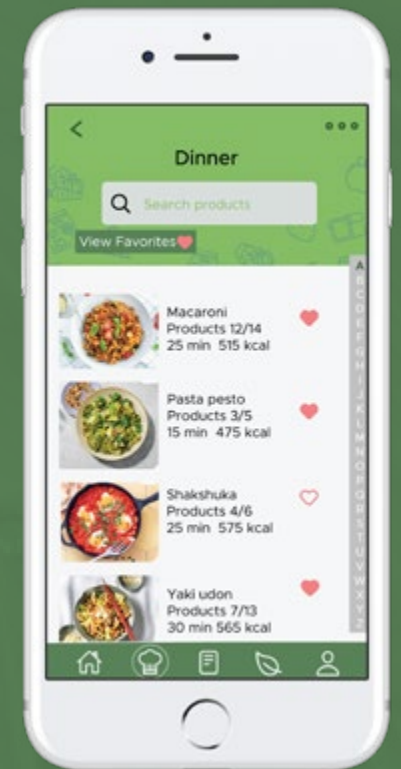 Dinner
Search products
View Favorites
Macaroni
Products 12/14
25 min 515 kcal
Pasta pesto
Products 3/5
15 min 475 kcal
Shakshuka
Products 4/6
25 min 575 kcal
Yaki udon
Products 7/13
30 min 565 kcal
A
B
C
D
E
F
G
H
I
J
K
L
M
N
O
P
Q
R
S
T
U
V
W
X
Y
Z